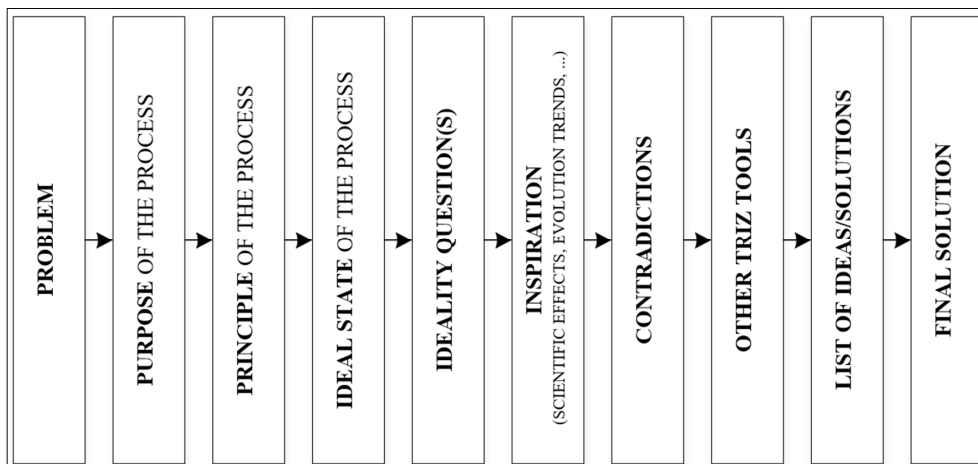 PROBLEM
PURPOSE OF THE PROCESS
PRINCIPLE OF THE PROCESS
IDEAL STATE OF THE PROCESS
IDEALITY QUESTION(S)
INSPIRATION
(SCIENTIFIC EFFECTS, EVOLUTION TRENDS, ...)
CONTRADICTIONS
OTHER TRIZ TOOLS
LIST OF IDEAS/SOLUTIONS
FINAL SOLUTION